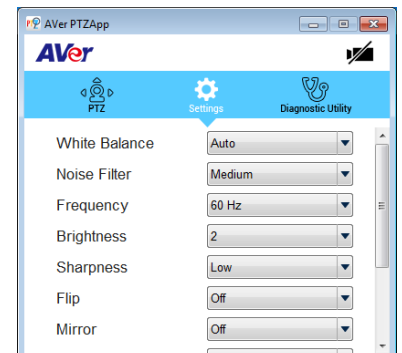 AVer PTZApp
AVer
PTZ Settings Diagnostic Utility
White Balance Auto
Noise Filter Medium
Frequency 60 Hz
Brightness 2
Sharpness Low
Flip Off
Mirror Off